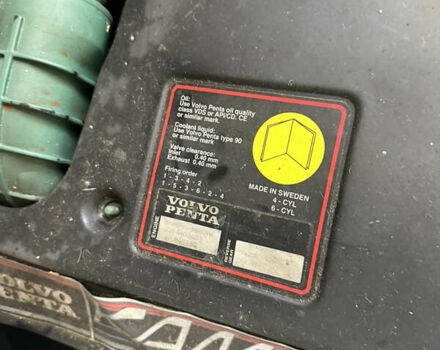 Oil:
Use Volvo Penta oil quality
class VDS or API/CD, CE
or similar mark.
Coolant liquid:
Use Volvo Penta type 90
or similar mark.
Valve clearance:
Inlet 0.40 mm
Exhaust 0.40 mm
Firing order
1 - 3 - 4 - 2
1 - 5 - 3 - 6 - 2 - 4
MADE IN SWEDEN
4 - CYL
6 - CYL
VOLVO
PENTA
ENGINE
REVERSE
GEAR
VOLVO
PENTA